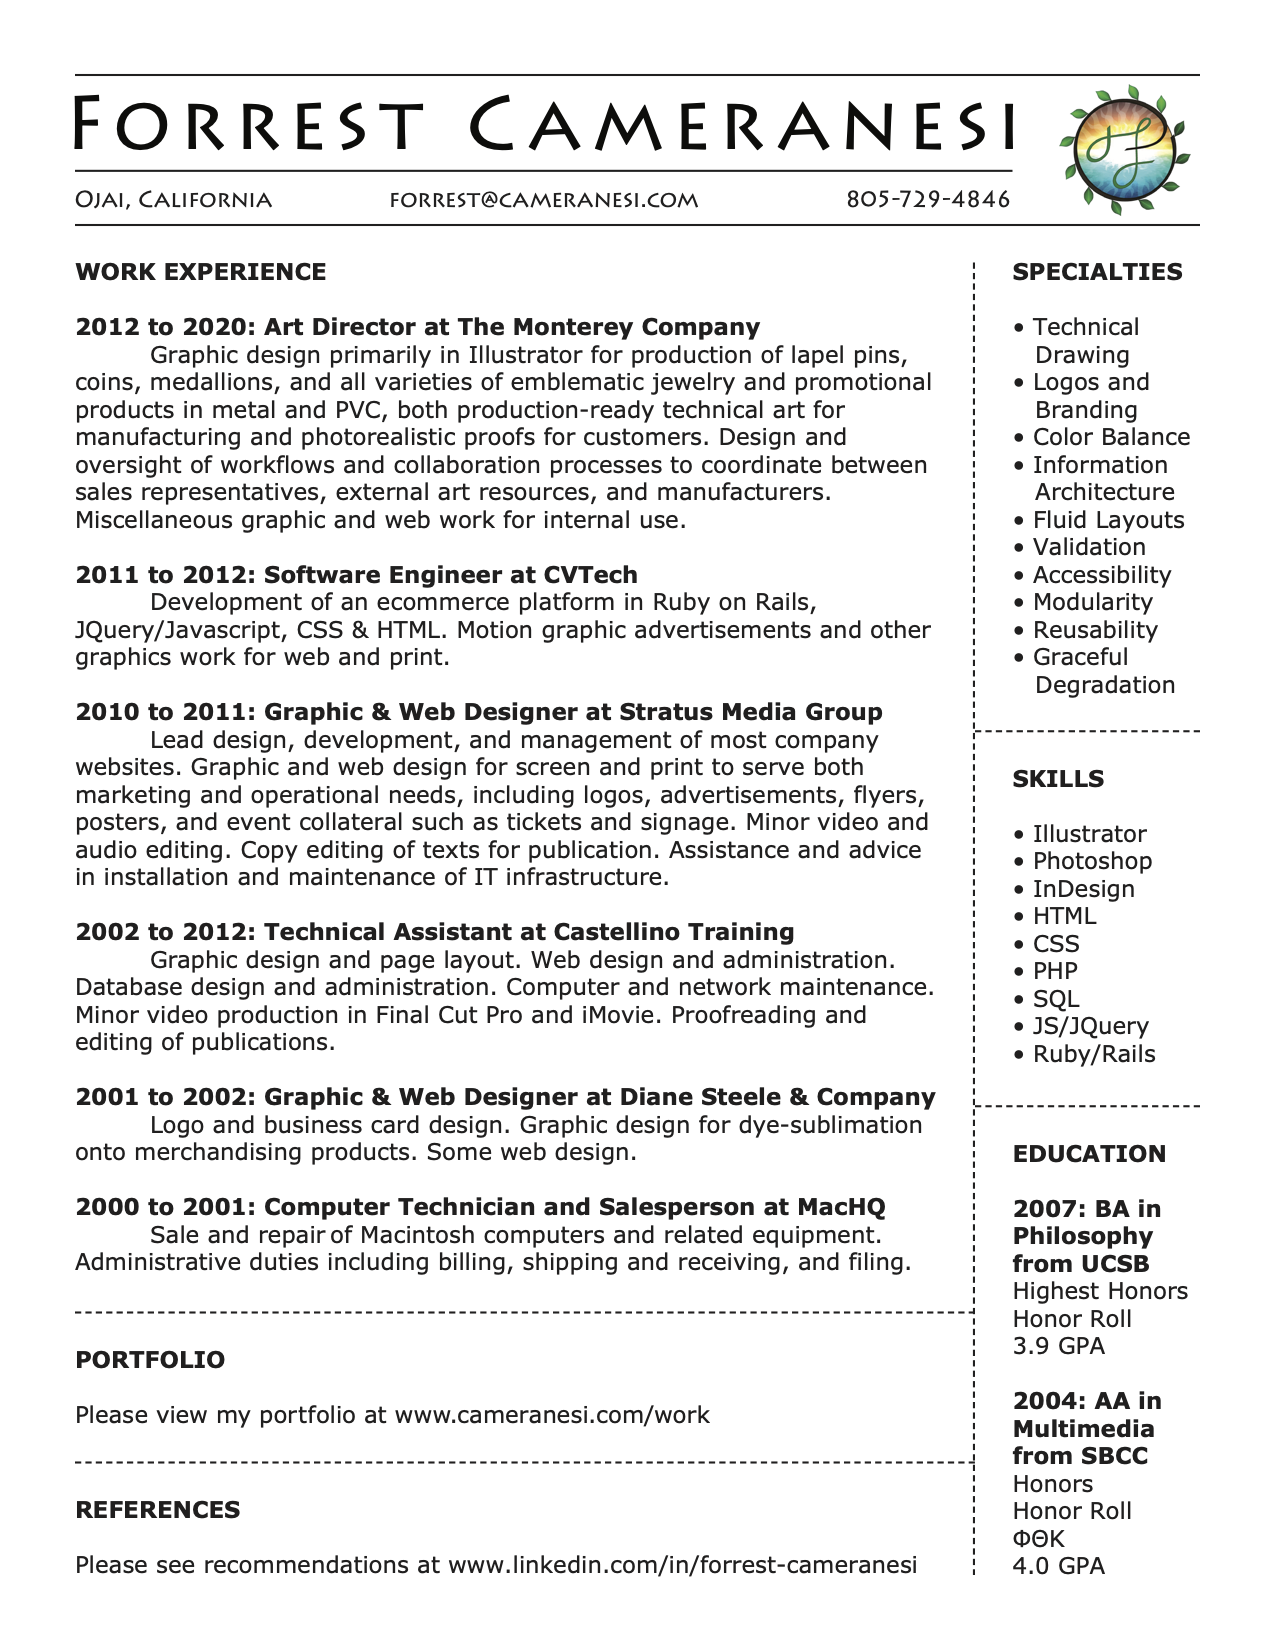 Forrest Cameranesi
Ojai, California forrest@cameranesi.com 805-729-4846
WORK EXPERIENCE
2012 to 2020: Art Director at The Monterey Company
Graphic design primarily in Illustrator for production of lapel pins,
coins, medallions, and all varieties of emblematic jewelry and promotional
products in metal and PVC, both production-ready technical art for
manufacturing and photorealistic proofs for customers. Design and
oversight of workflows and collaboration processes to coordinate between
sales representatives, external art resources, and manufacturers.
Miscellaneous graphic and web work for internal use.
2011 to 2012: Software Engineer at CVTech
Development of an ecommerce platform in Ruby on Rails,
JQuery/Javascript, CSS & HTML. Motion graphic advertisements and other
graphics work for web and print.
2010 to 2011: Graphic & Web Designer at Stratus Media Group
Lead design, development, and management of most company
websites. Graphic and web design for screen and print to serve both
marketing and operational needs, including logos, advertisements, flyers,
posters, and event collateral such as tickets and signage. Minor video and
audio editing. Copy editing of texts for publication. Assistance and advice
in installation and maintenance of IT infrastructure.
2002 to 2012: Technical Assistant at Castellino Training
Graphic design and page layout. Web design and administration.
Database design and administration. Computer and network maintenance.
Minor video production in Final Cut Pro and iMovie. Proofreading and
editing of publications.
2001 to 2002: Graphic & Web Designer at Diane Steele & Company
Logo and business card design. Graphic design for dye-sublimation
onto merchandising products. Some web design.
2000 to 2001: Computer Technician and Salesperson at MacHQ
Sale and repair of Macintosh computers and related equipment.
Administrative duties including billing, shipping and receiving, and filing.
PORTFOLIO
Please view my portfolio at www.cameranesi.com/work
REFERENCES
Please see recommendations at www.linkedin.com/in/forrest-cameranesi
SPECIALTIES
• Technical
Drawing
• Logos and
Branding
• Color Balance
• Information
Architecture
• Fluid Layouts
• Validation
• Accessibility
• Modularity
• Reusability
• Graceful
Degradation
SKILLS
• Illustrator
• Photoshop
• InDesign
• HTML
• CSS
• PHP
• SQL
• JS/JQuery
• Ruby/Rails
EDUCATION
2007: BA in
Philosophy
from UCSB
Highest Honors
Honor Roll
3.9 GPA
2004: AA in
Multimedia
from SBCC
Honors
Honor Roll
ΦΘΚ
4.0 GPA